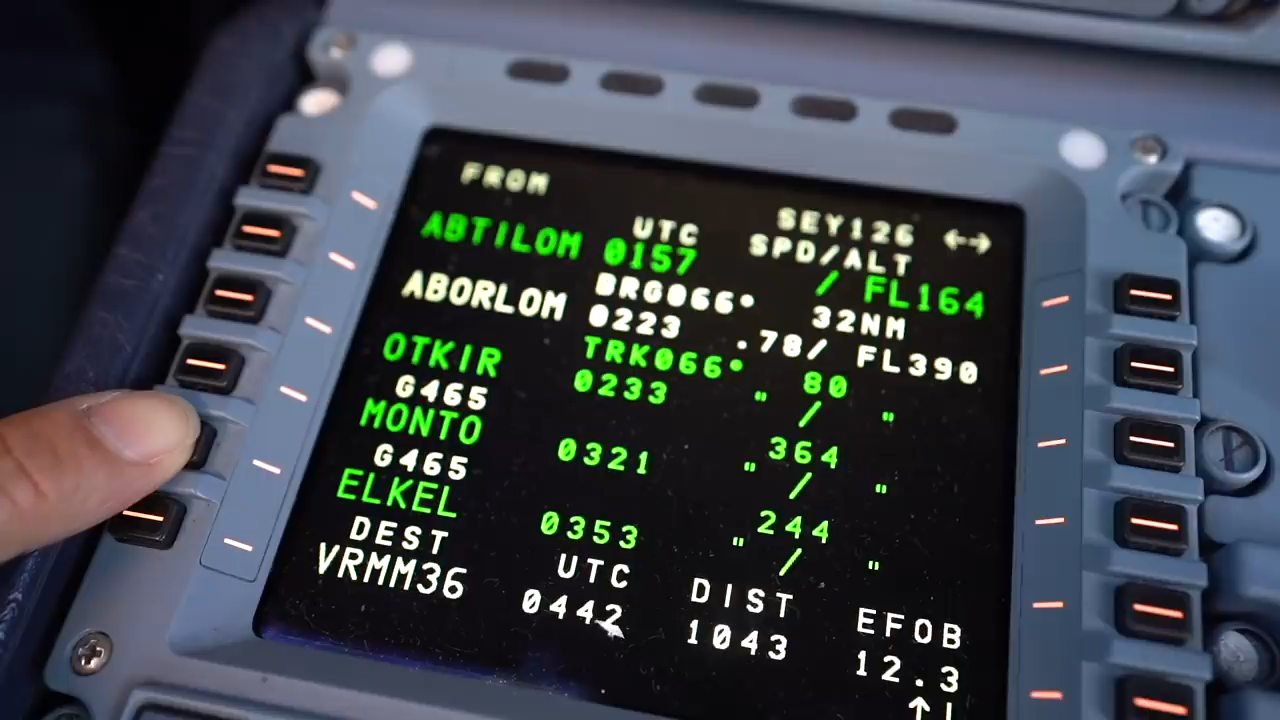 FROM SEY126 ←→
UTC SPD/ALT
ABTILOM 0157 / FL164
BRG066° 32NM
ABORLOM 0223 .78/ FL390
TRK066° 80
OTKIR 0233 " / "
G465 364
MONTO 0321 " / "
G465 244
ELKEL 0353 " / "
DEST UTC DIST EFOB
VRMM36 0442 1043 12.3
↑↓